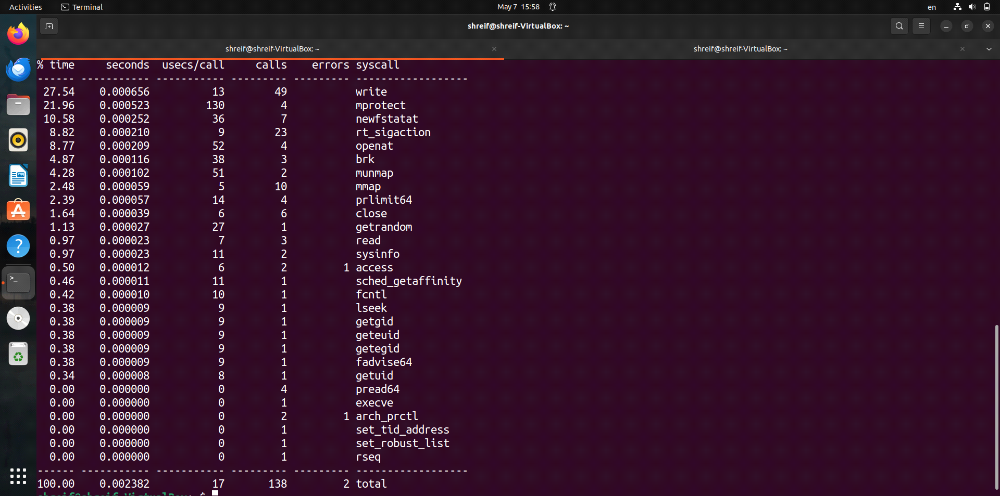 Activities Terminal May 7 15:58 en
shreif@shreif-VirtualBox: ~
shreif@shreif-VirtualBox: ~ shreif@shreif-VirtualBox: ~
% time     seconds  usecs/call     calls    errors syscall
------ ----------- ----------- --------- --------- ------------------
 27.54    0.000656          13        49           write
 21.96    0.000523         130         4           mprotect
 10.58    0.000252          36         7           newfstatat
  8.82    0.000210           9        23           rt_sigaction
  8.77    0.000209          52         4           openat
  4.87    0.000116          38         3           brk
  4.28    0.000102          51         2           munmap
  2.48    0.000059           5        10           mmap
  2.39    0.000057          14         4           prlimit64
  1.64    0.000039           6         6           close
  1.13    0.000027          27         1           getrandom
  0.97    0.000023           7         3           read
  0.97    0.000023          11         2           sysinfo
  0.50    0.000012           6         2         1 access
  0.46    0.000011          11         1           sched_getaffinity
  0.42    0.000010          10         1           fcntl
  0.38    0.000009           9         1           lseek
  0.38    0.000009           9         1           getgid
  0.38    0.000009           9         1           geteuid
  0.38    0.000009           9         1           getegid
  0.38    0.000009           9         1           fadvise64
  0.34    0.000008           8         1           getuid
  0.00    0.000000           0         4           pread64
  0.00    0.000000           0         1           execve
  0.00    0.000000           0         2         1 arch_prctl
  0.00    0.000000           0         1           set_tid_address
  0.00    0.000000           0         1           set_robust_list
  0.00    0.000000           0         1           rseq
------ ----------- ----------- --------- --------- ------------------
100.00    0.002382          17       138         2 total
shreif@shreif-VirtualBox:~$